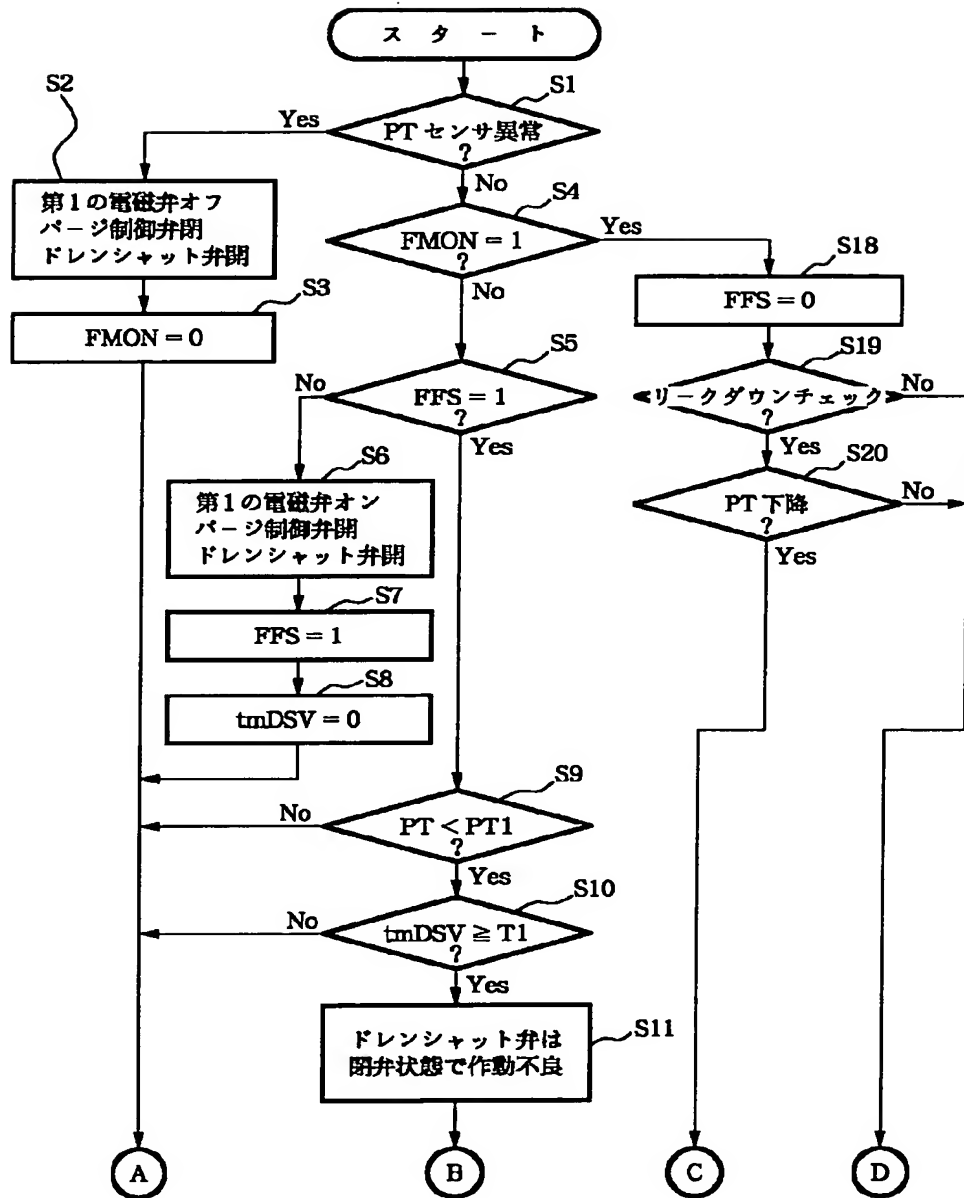 スタート
S1
PTセンサ異常
?
Yes
No
S2
第1の電磁弁オフ
パージ制御弁閉
ドレンシャット弁開
S3
FMON = 0
S4
FMON = 1
?
Yes
No
S5
FFS = 1
?
No
Yes
S6
第1の電磁弁オン
パージ制御弁開
ドレンシャット弁開
S7
FFS = 1
S8
tmDSV = 0
S9
PT < PT1
?
No
Yes
S10
tmDSV ≧ T1
?
No
Yes
S11
ドレンシャット弁は
閉弁状態で作動不良
S18
FFS = 0
S19
リークダウンチェック
?
No
Yes
S20
PT下降
?
No
Yes
A
B
C
D